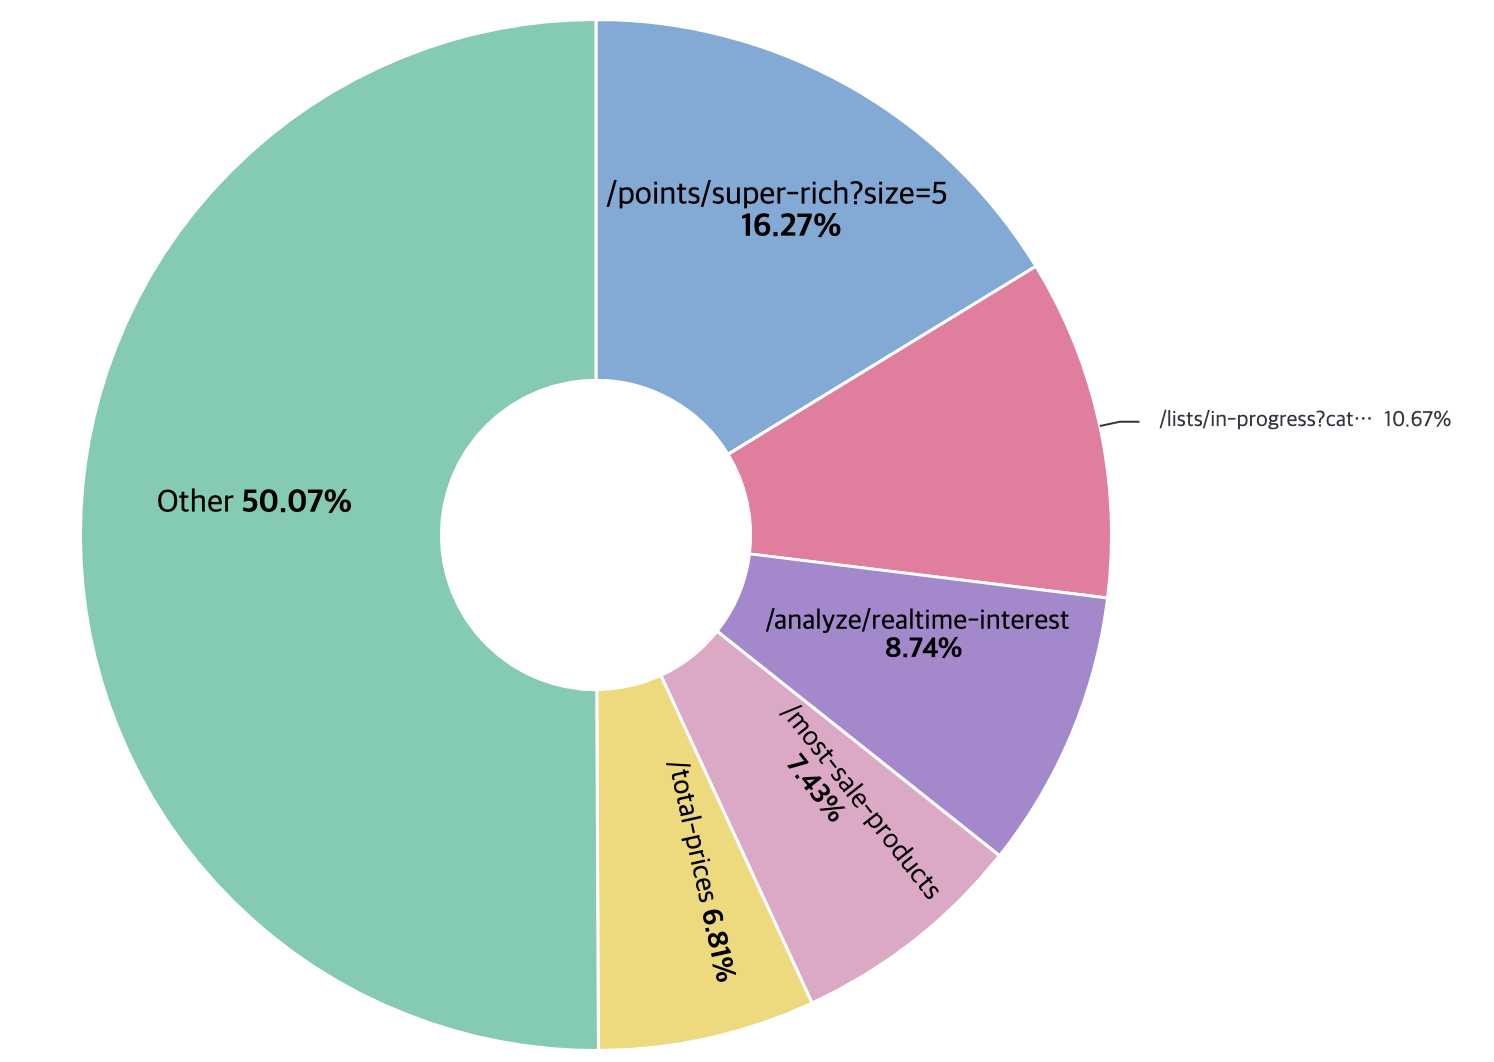 /points/super-rich?size=5
16.27%
/lists/in-progress?cat… 10.67%
/analyze/realtime-interest
8.74%
/most-sale-products
7.43%
/total-prices 6.81%
Other 50.07%